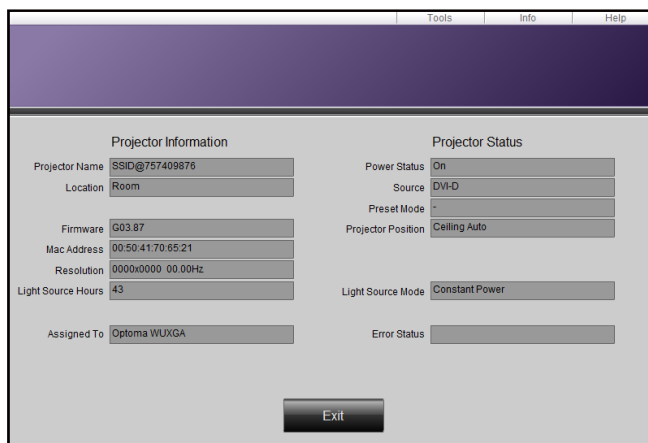 Tools Info Help
Projector Information
Projector Name SSID@757409876
Location Room
Firmware G03.87
Mac Address 00:50:41:70:65:21
Resolution 0000x0000 00.00Hz
Light Source Hours 43
Assigned To Optoma WUXGA
Projector Status
Power Status On
Source DVI-D
Preset Mode -
Projector Position Ceiling Auto
Light Source Mode Constant Power
Error Status
Exit